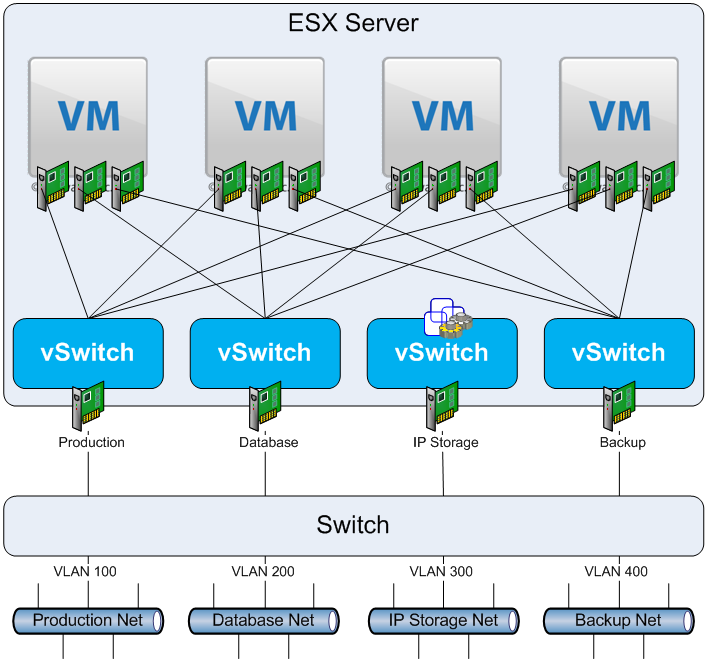 ESX Server
VM VM VM VM
vSwitch vSwitch vSwitch vSwitch
Production Database IP Storage Backup
Switch
VLAN 100 VLAN 200 VLAN 300 VLAN 400
Production Net Database Net IP Storage Net Backup Net